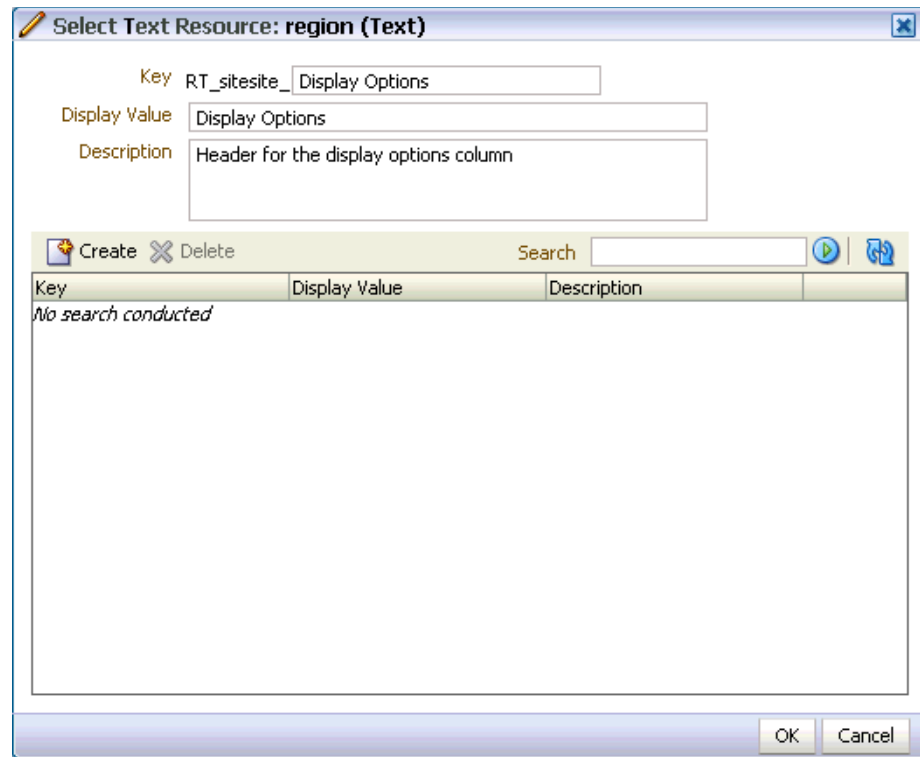 Select Text Resource: region (Text)
Key RT_sitesite_ Display Options
Display Value Display Options
Description Header for the display options column
Create Delete Search
Key Display Value Description
No search conducted
OK Cancel